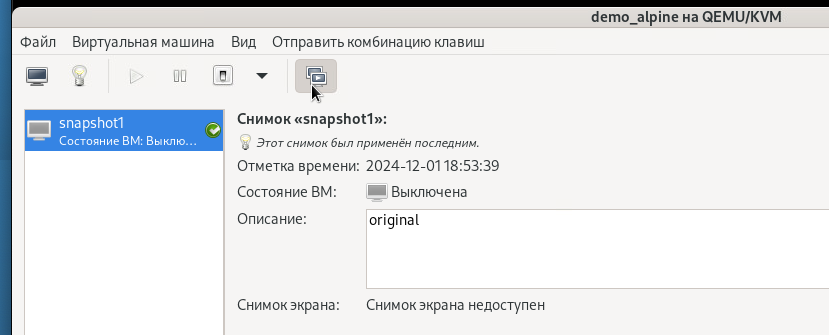 demo_alpine на QEMU/KVM
Файл Виртуальная машина Вид Отправить комбинацию клавиш
snapshot1
Состояние ВМ: Выклю...
Снимок «snapshot1»:
Этот снимок был применён последним.
Отметка времени: 2024-12-01 18:53:39
Состояние ВМ: Выключена
Описание: original
Снимок экрана: Снимок экрана недоступен